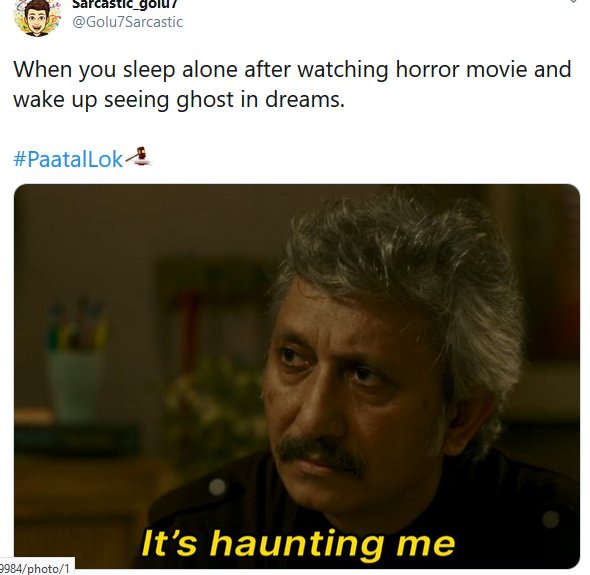 Sarcastic_golu7
@Golu7Sarcastic
When you sleep alone after watching horror movie and
wake up seeing ghost in dreams.
#PaatalLok
It's haunting me
9984/photo/1